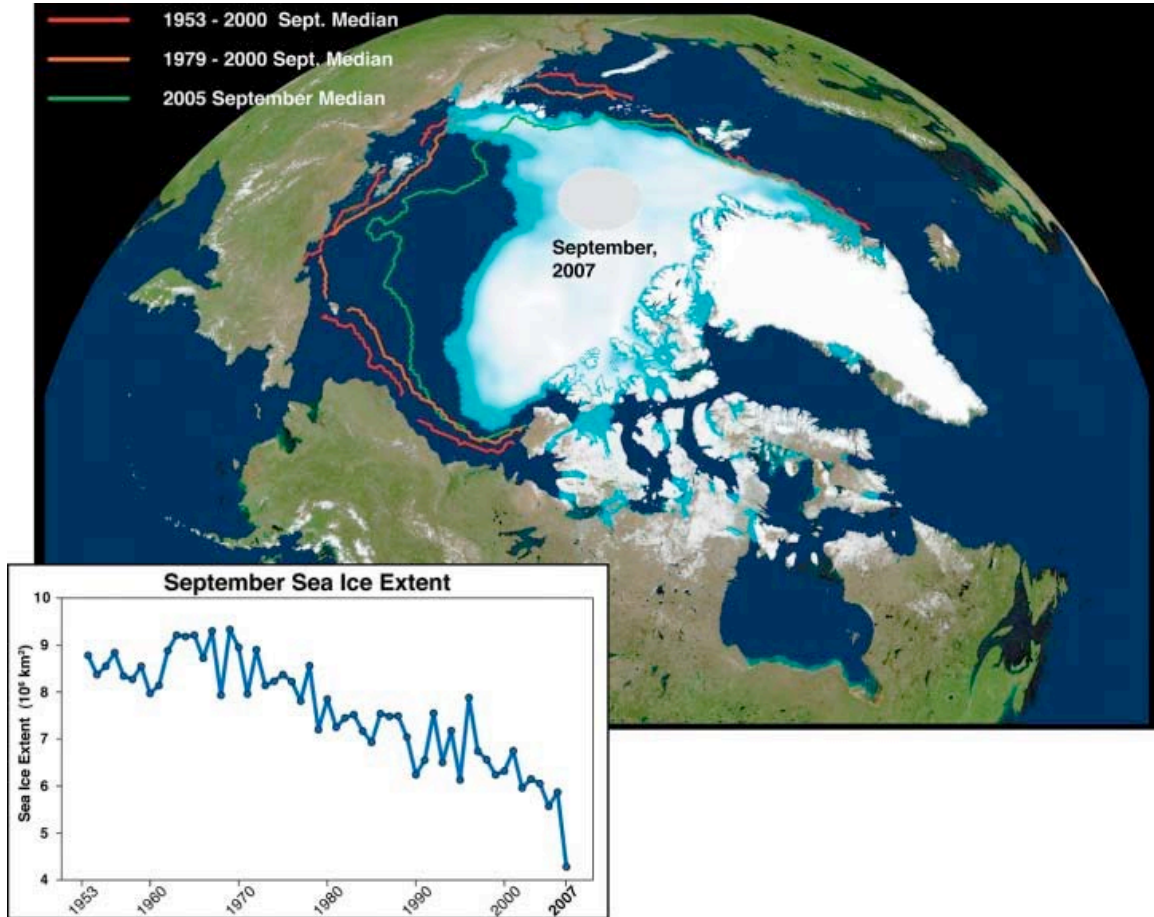 1953 - 2000 Sept. Median
1979 - 2000 Sept. Median
2005 September Median
September,
2007
September Sea Ice Extent
Sea Ice Extent (10⁶ km²)
10
9
8
7
6
5
4
1953
1960
1970
1980
1990
2000
2007